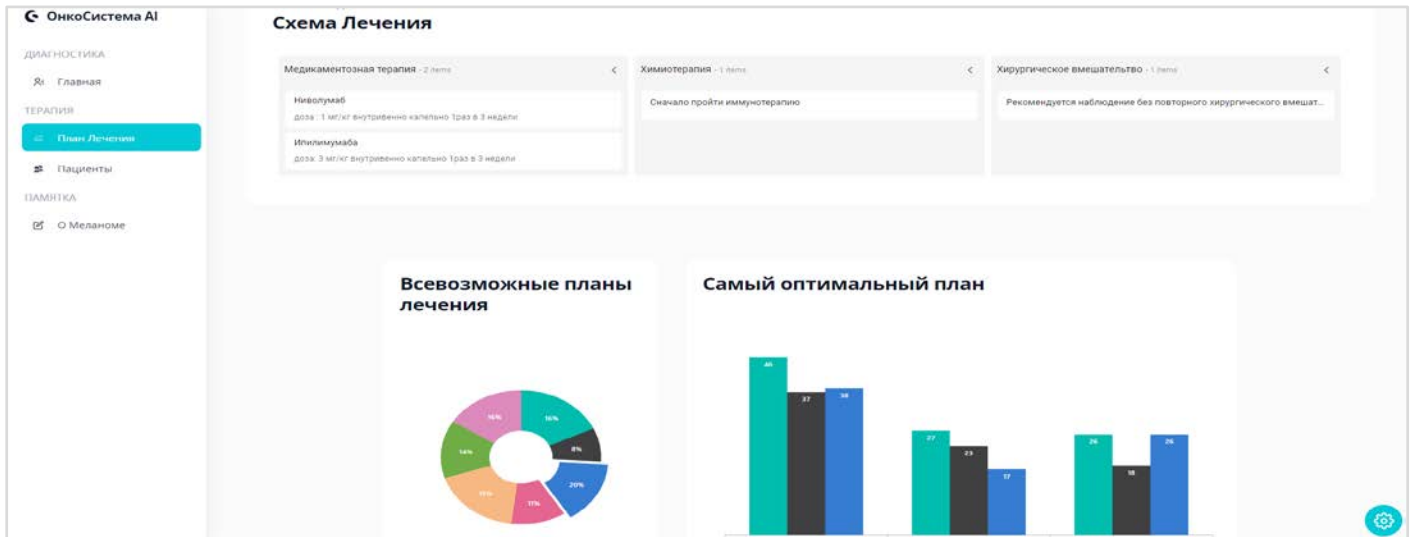 ОнкоСистема AI
Схема Лечения
ДИАГНОСТИКА
Главная
ТЕРАПИЯ
План Лечения
Пациенты
ПАМЯТКА
О Меланоме
Медикаментозная терапия - 2 items
Ниволумаб
доза : 1 мг/кг внутривенно капельно 1раз в 3 недели
Ипилимумаба
доза: 3 мг/кг внутривенно капельно 1раз в 3 недели
Химиотерапия - 1 items
Сначало пройти иммунотерапию
Хирургическое вмешательство - 1 items
Рекомендуется наблюдение без повторного хирургического вмешат...
Всевозможные планы
лечения
16%
16%
8%
14%
20%
11%
Самый оптимальный план
46
37
38
27
23
17
26
18
26